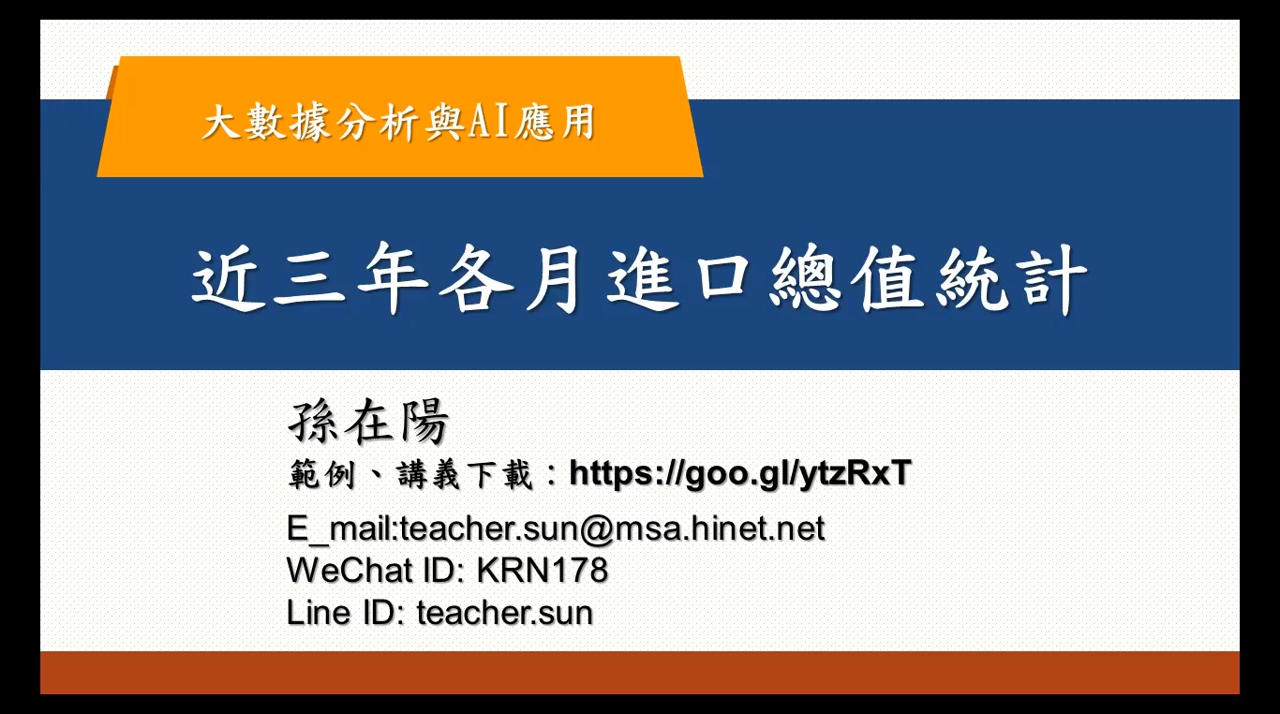 大數據分析與AI應用
近三年各月進口總值統計
孫在陽
範例、講義下載：https://goo.gl/ytzRxT
E_mail:teacher.sun@msa.hinet.net
WeChat ID: KRN178
Line ID: teacher.sun